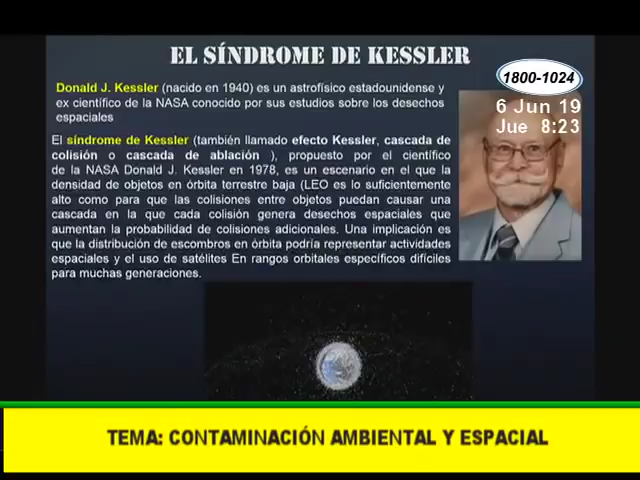 EL SÍNDROME DE KESSLER
1800-1024
6 Jun 19
Jue 8:23
Donald J. Kessler (nacido en 1940) es un astrofísico estadounidense y
ex científico de la NASA conocido por sus estudios sobre los desechos
espaciales
El síndrome de Kessler (también llamado efecto Kessler, cascada de
colisión o cascada de ablación ), propuesto por el científico
de la NASA Donald J. Kessler en 1978, es un escenario en el que la
densidad de objetos en órbita terrestre baja (LEO es lo suficientemente
alto como para que las colisiones entre objetos puedan causar una
cascada en la que cada colisión genera desechos espaciales que
aumentan la probabilidad de colisiones adicionales. Una implicación es
que la distribución de escombros en órbita podría representar actividades
espaciales y el uso de satélites En rangos orbitales específicos difíciles
para muchas generaciones.
TEMA: CONTAMINACIÓN AMBIENTAL Y ESPACIAL